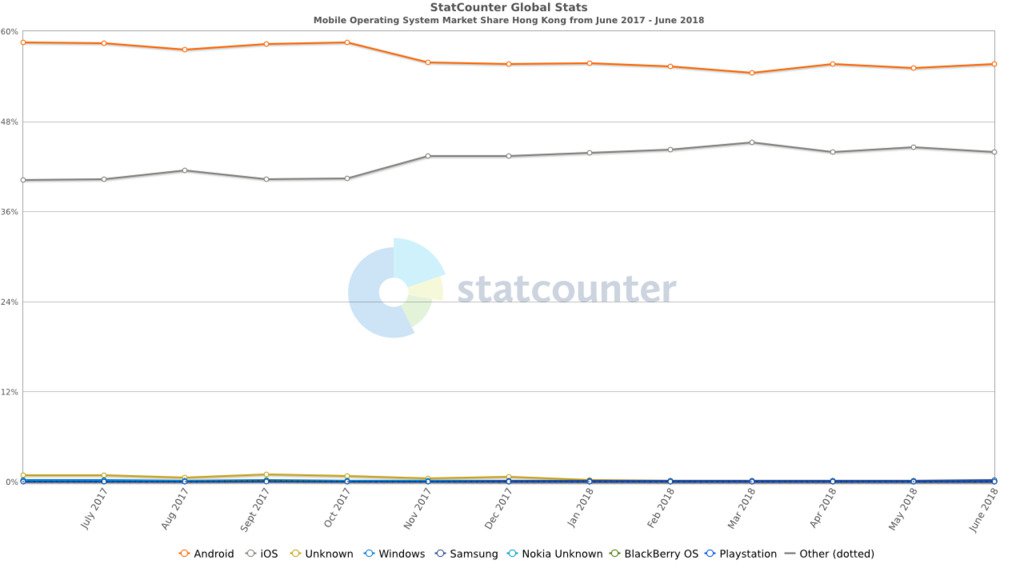 StatCounter Global Stats
Mobile Operating System Market Share Hong Kong from June 2017 - June 2018
60%
48%
36%
24%
12%
0%
statcounter
July 2017
Aug 2017
Sept 2017
Oct 2017
Nov 2017
Dec 2017
Jan 2018
Feb 2018
Mar 2018
Apr 2018
May 2018
June 2018
Android iOS Unknown Windows Samsung Nokia Unknown BlackBerry OS Playstation Other (dotted)